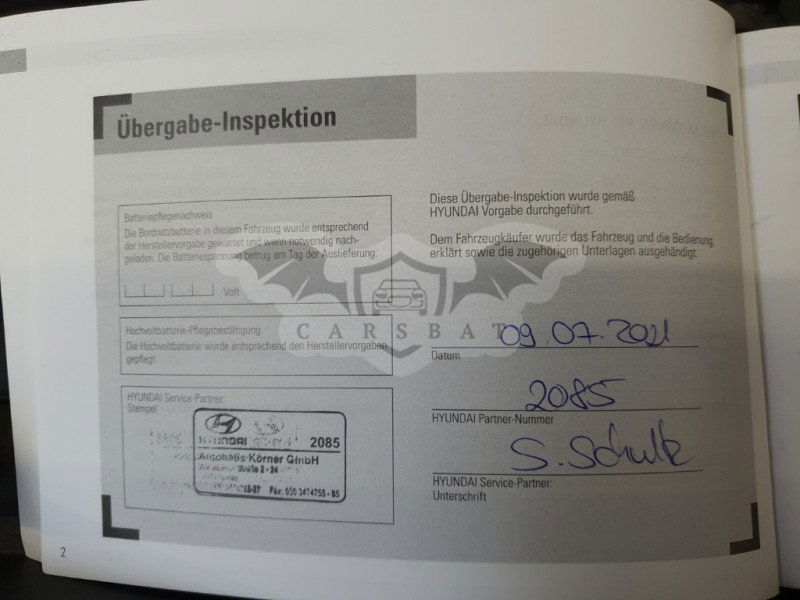 Übergabe-Inspektion
Batteriepflegenachweis
Die Bordnetzbatterie in diesem Fahrzeug wurde entsprechend
der Herstellervorgabe gewartet und wenn notwendig nach-
geladen. Die Batteriespannung betrug am Tag der Auslieferung:
Volt
Hochvoltbatterie-Pflegebestätigung
Die Hochvoltbatterie wurde entsprechend den Herstellervorgaben
gepflegt.
HYUNDAI Service-Partner:
Stempel
HYUNDAI 2085
Autohaus Körner GmbH
Straße 2 - 24
Fax: 030 3474755 - 85
Diese Übergabe-Inspektion wurde gemäß
HYUNDAI Vorgabe durchgeführt.
Dem Fahrzeugkäufer wurde das Fahrzeug und die Bedienung
erklärt sowie die zugehörigen Unterlagen ausgehändigt.
CARSBAT
09.07.2021
Datum
2085
HYUNDAI Partner-Nummer
S. Schulz
HYUNDAI Service-Partner:
Unterschrift
2